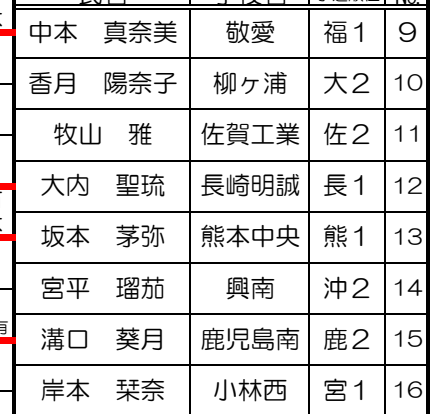 中本 真奈美 敬愛 福1 9
香月 陽奈子 柳ヶ浦 大2 10
牧山 雅 佐賀工業 佐2 11
大内 聖琉 長崎明誠 長1 12
坂本 茅弥 熊本中央 熊1 13
宮平 瑠茄 興南 沖2 14
溝口 葵月 鹿児島南 鹿2 15
岸本 栞奈 小林西 宮1 16